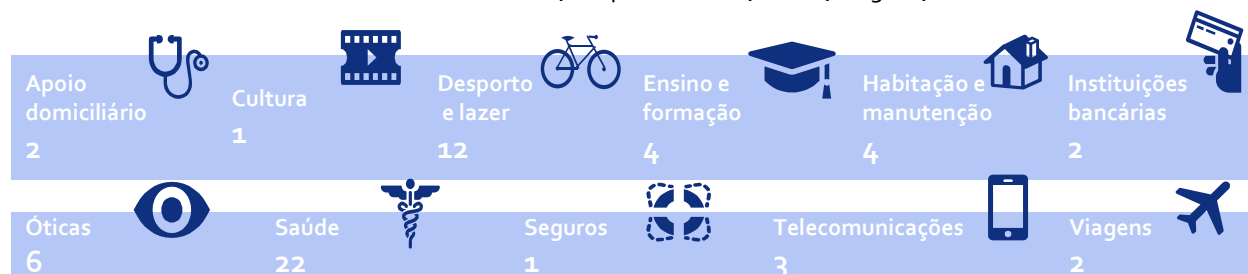 Apoio
domiciliário
2
Cultura
1
Desporto
e lazer
12
Ensino e
formação
4
Habitação e
manutenção
4
Instituições
bancárias
2
Óticas
6
Saúde
22
Seguros
1
Telecomunicações
3
Viagens
2